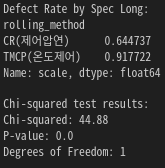 Defect Rate by Spec Long:
rolling_method
CR(제어압연)      0.644737
TMCP(온도제어)    0.917722
Name: scale, dtype: float64

Chi-squared test results:
Chi-squared: 44.88
P-value: 0.0
Degrees of Freedom: 1